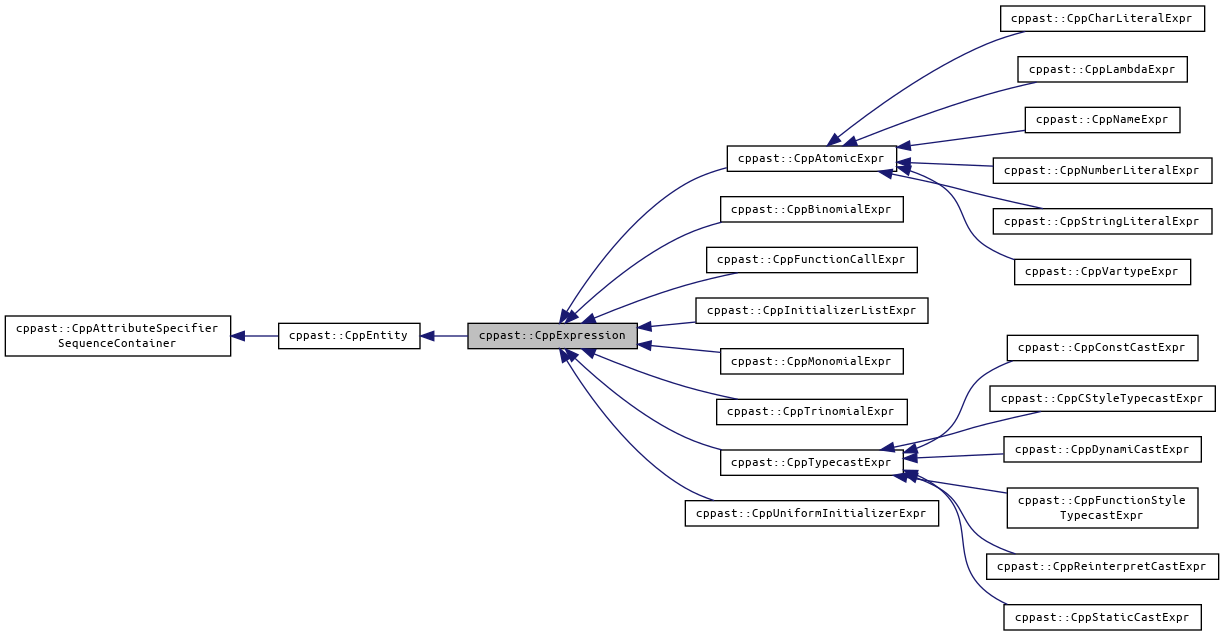 cppast::CppAttributeSpecifier
SequenceContainer
cppast::CppEntity
cppast::CppExpression
cppast::CppAtomicExpr
cppast::CppBinomialExpr
cppast::CppFunctionCallExpr
cppast::CppInitializerListExpr
cppast::CppMonomialExpr
cppast::CppTrinomialExpr
cppast::CppTypecastExpr
cppast::CppUniformInitializerExpr
cppast::CppCharLiteralExpr
cppast::CppLambdaExpr
cppast::CppNameExpr
cppast::CppNumberLiteralExpr
cppast::CppStringLiteralExpr
cppast::CppVartypeExpr
cppast::CppConstCastExpr
cppast::CppCStyleTypecastExpr
cppast::CppDynamiCastExpr
cppast::CppFunctionStyle
TypecastExpr
cppast::CppReinterpretCastExpr
cppast::CppStaticCastExpr